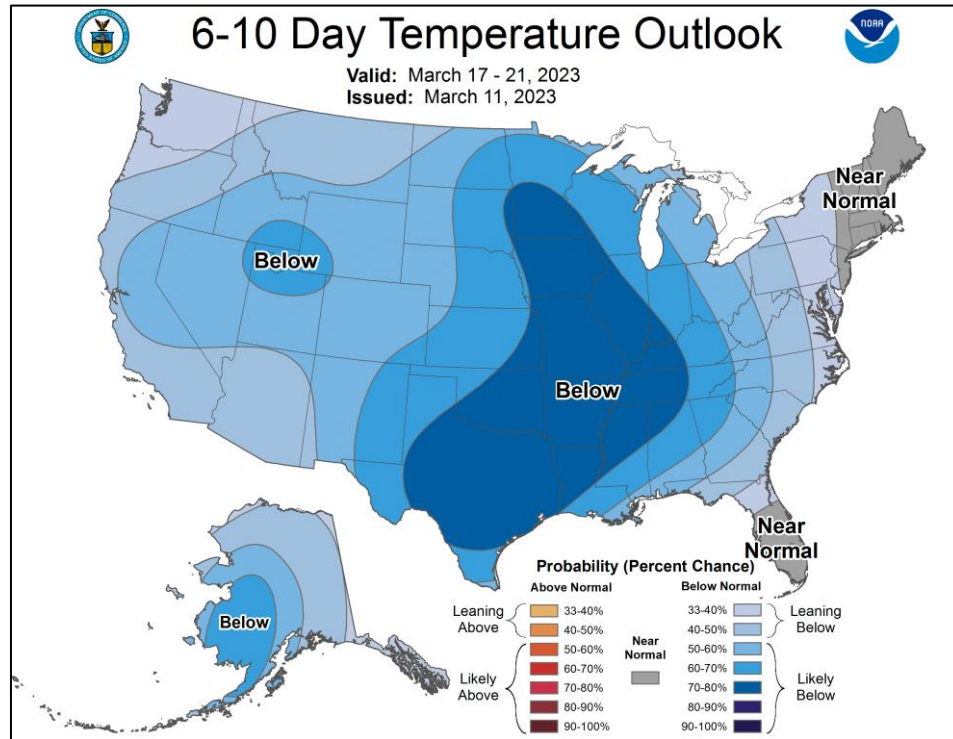 6-10 Day Temperature Outlook
NOAA
Valid: March 17 - 21, 2023
Issued: March 11, 2023
Near
Normal
Below
Below
Near
Normal
Below
Probability (Percent Chance)
Above Normal
Below Normal
Leaning
Above
33-40%
40-50%
Near
Normal
33-40%
40-50%
Leaning
Below
Likely
Above
50-60%
60-70%
70-80%
80-90%
90-100%
50-60%
60-70%
70-80%
80-90%
90-100%
Likely
Below